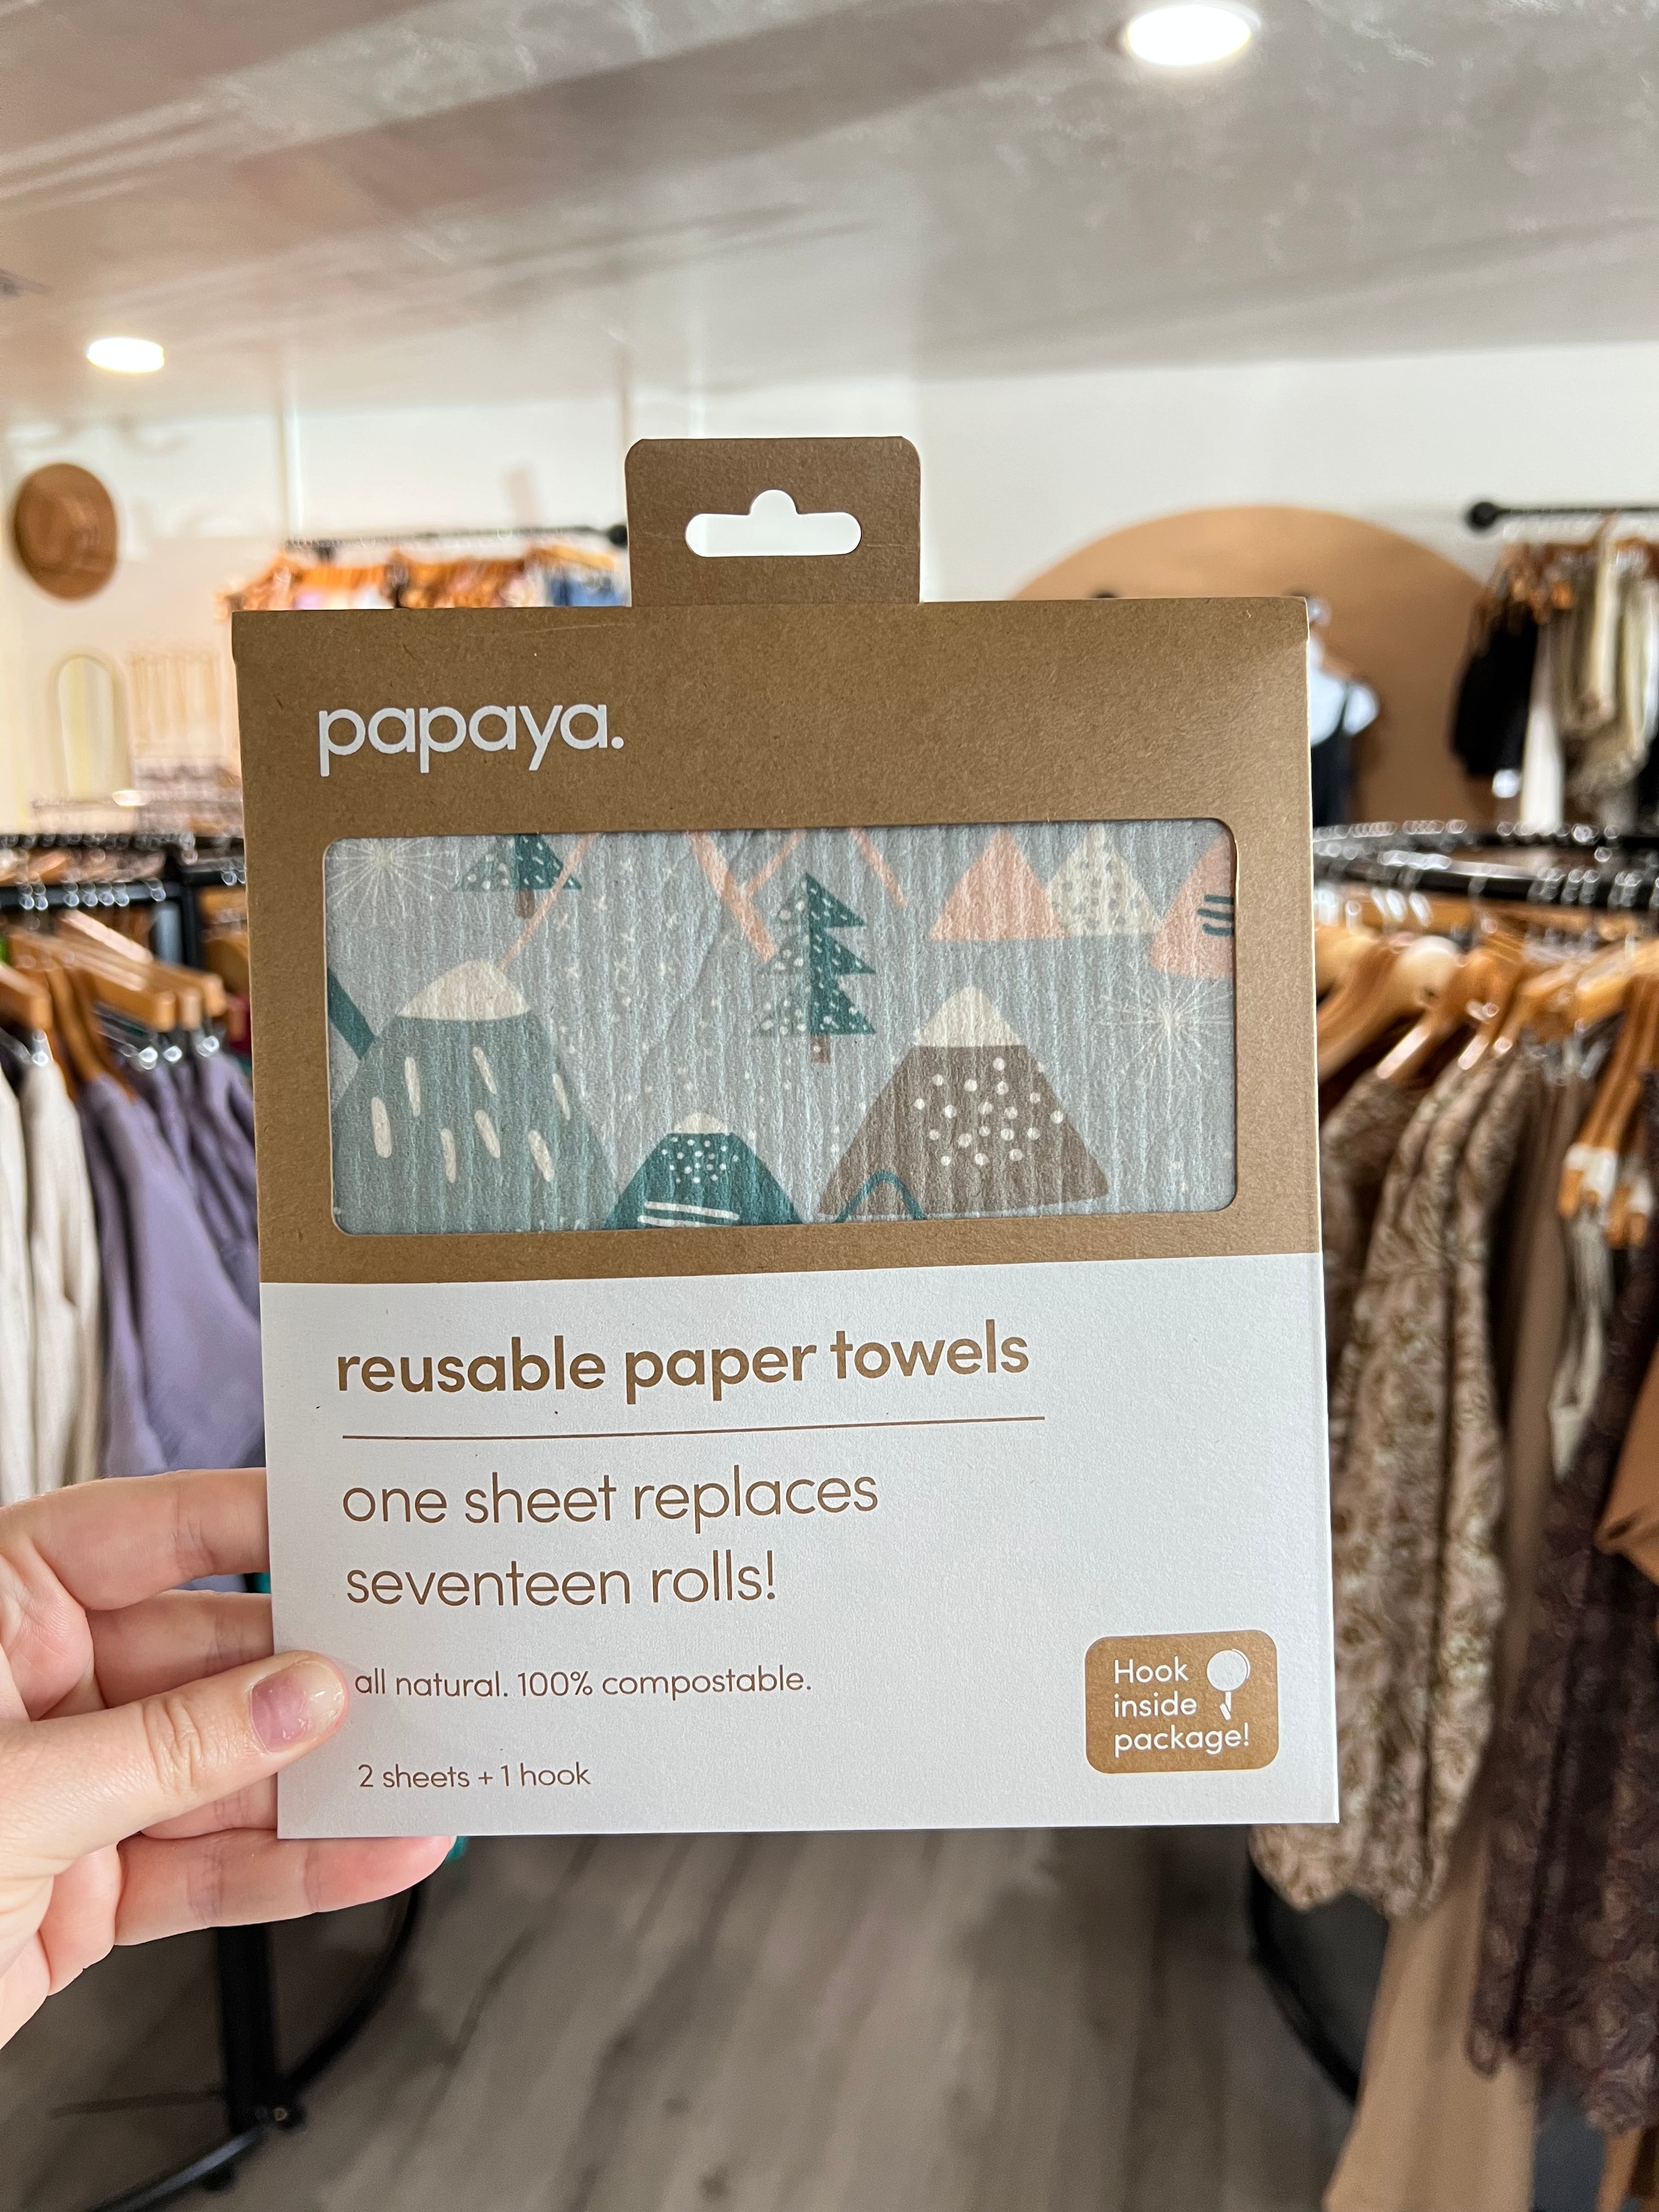 papaya.
reusable paper towels
one sheet replaces
seventeen rolls!
all natural. 100% compostable.
2 sheets + 1 hook
Hook
inside
package!